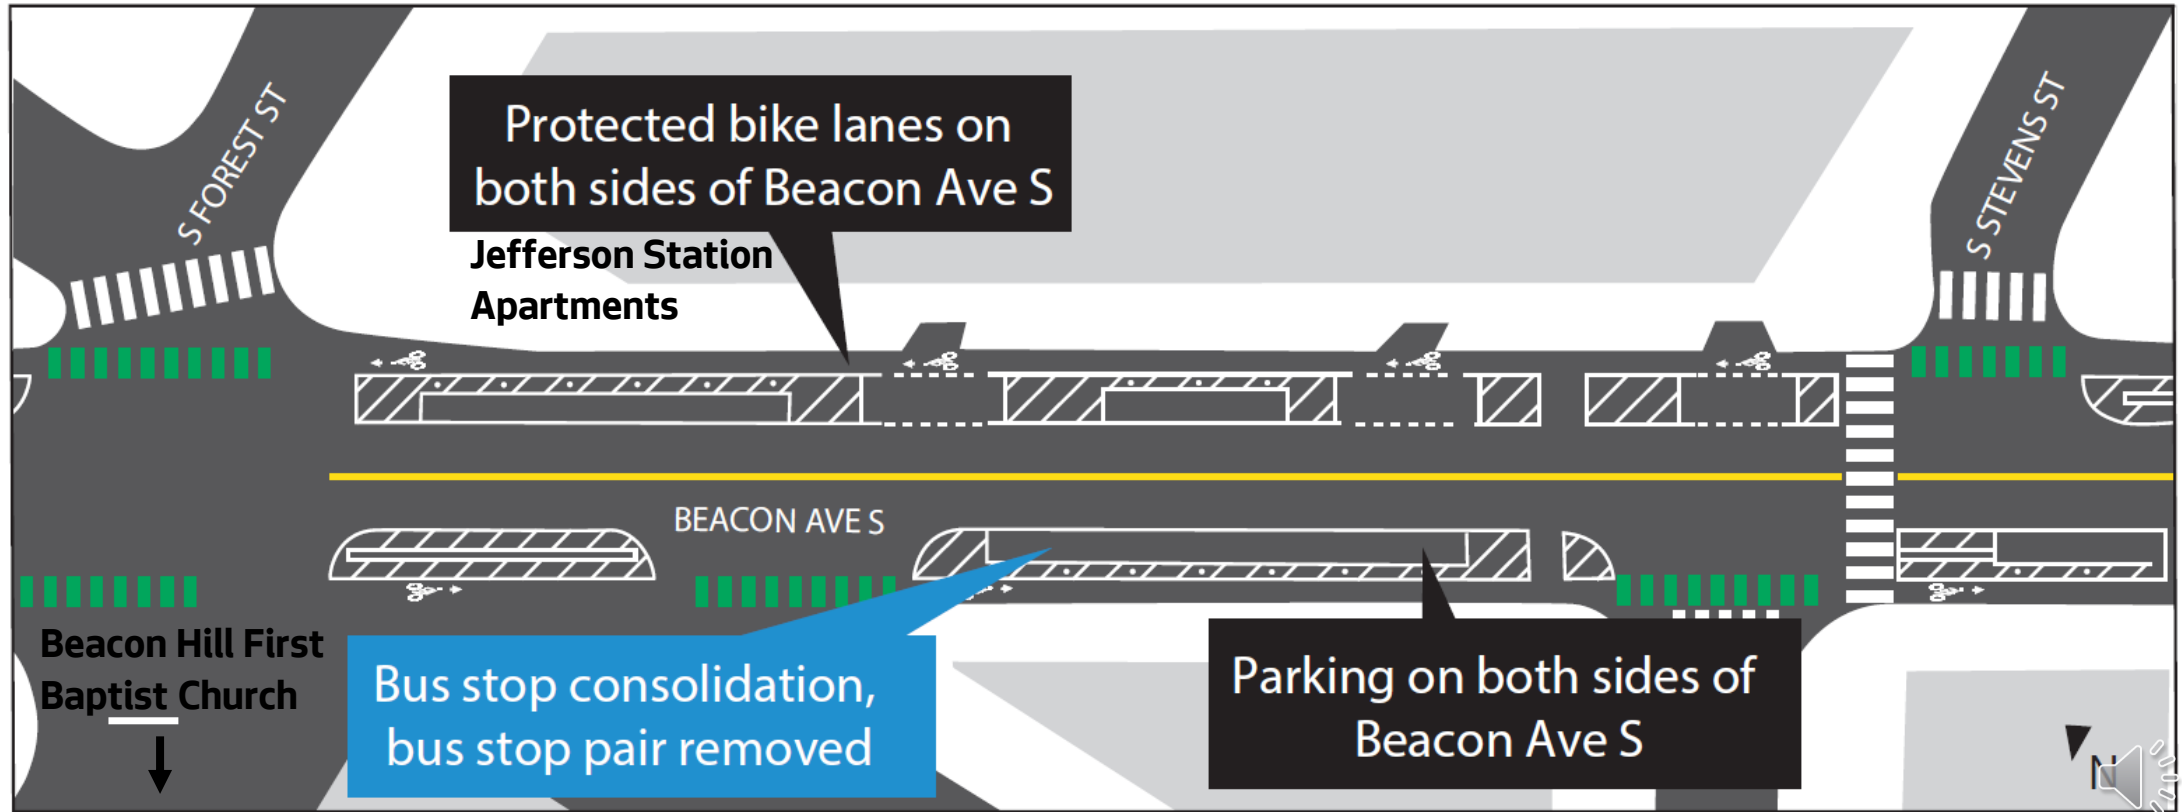 S FOREST ST
Protected bike lanes on
both sides of Beacon Ave S
S STEVENS ST
Jefferson Station
Apartments
BEACON AVE S
Beacon Hill First
Baptist Church
Bus stop consolidation,
bus stop pair removed
Parking on both sides of
Beacon Ave S
N